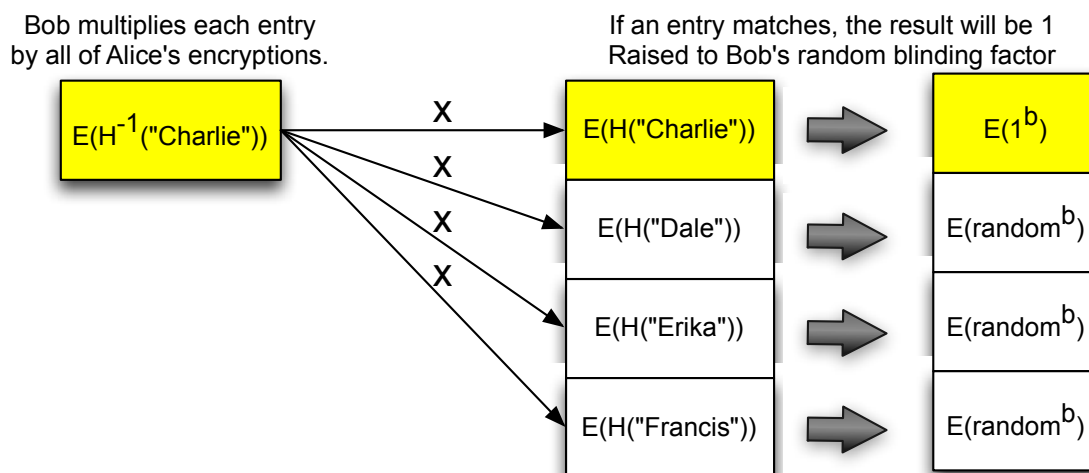 Bob multiplies each entry
by all of Alice's encryptions.
If an entry matches, the result will be 1
Raised to Bob's random blinding factor
E(H⁻¹("Charlie"))
X
X
X
X
E(H("Charlie"))
E(1ᵇ)
E(H("Dale"))
E(randomᵇ)
E(H("Erika"))
E(randomᵇ)
E(H("Francis"))
E(randomᵇ)